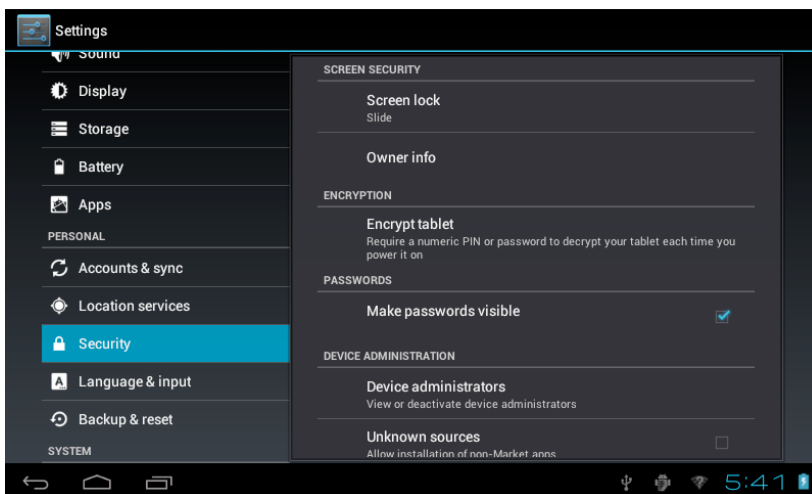 Settings
Sound
Display
Storage
Battery
Apps
PERSONAL
Accounts & sync
Location services
Security
Language & input
Backup & reset
SYSTEM
SCREEN SECURITY
Screen lock
Slide
Owner info
ENCRYPTION
Encrypt tablet
Require a numeric PIN or password to decrypt your tablet each time you
power it on
PASSWORDS
Make passwords visible
DEVICE ADMINISTRATION
Device administrators
View or deactivate device administrators
Unknown sources
Allow installation of non-Market apps
5:41